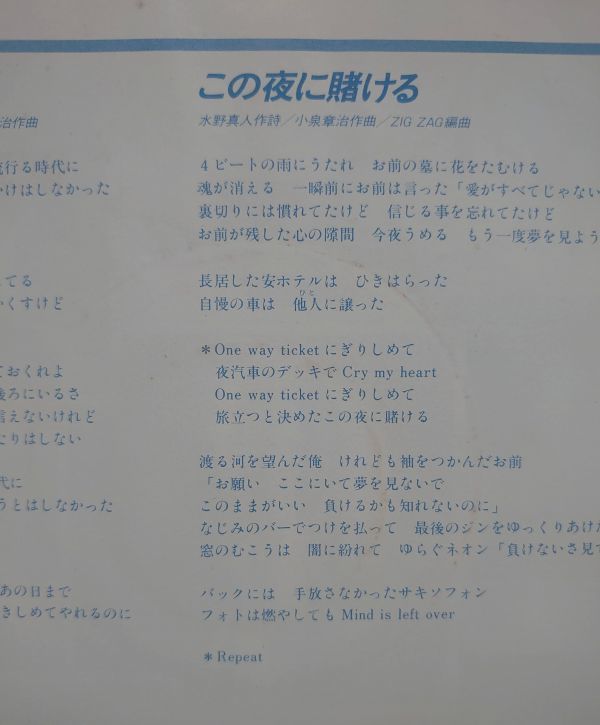 治作曲
流行る時代に
いけはしなかった
してる
かくすけど
ておくれよ
後ろにいるさ
言えないけれど
たりはしない
代に
うとはしなかった
あの日まで
きしめてやれるのに
この夜に賭ける
水野真人作詩／小泉章治作曲／ZIG ZAG編曲
4ビートの雨にうたれ　お前の墓に花をたむける
魂が消える　一瞬前にお前は言った「愛がすべてじゃない
裏切りには慣れてたけど　信じる事を忘れてたけど
お前が残した心の隙間　今夜うめる　もう一度夢を見よう
長居した安ホテルは　ひきはらった
ひと
自慢の車は　他人に譲った
＊One way ticket にぎりしめて
夜汽車のデッキで Cry my heart
One way ticket にぎりしめて
旅立つと決めたこの夜に賭ける
渡る河を望んだ俺　けれども袖をつかんだお前
「お願い　ここにいて夢を見ないで
このままがいい　負けるかも知れないのに」
なじみのバーでつけを払って　最後のジンをゆっくりあけた
窓のむこうは　闇に紛れて　ゆらぐネオン「負けないさ見て
バックには　手放さなかったサキソフォン
フォトは燃やしても Mind is left over
＊Repeat